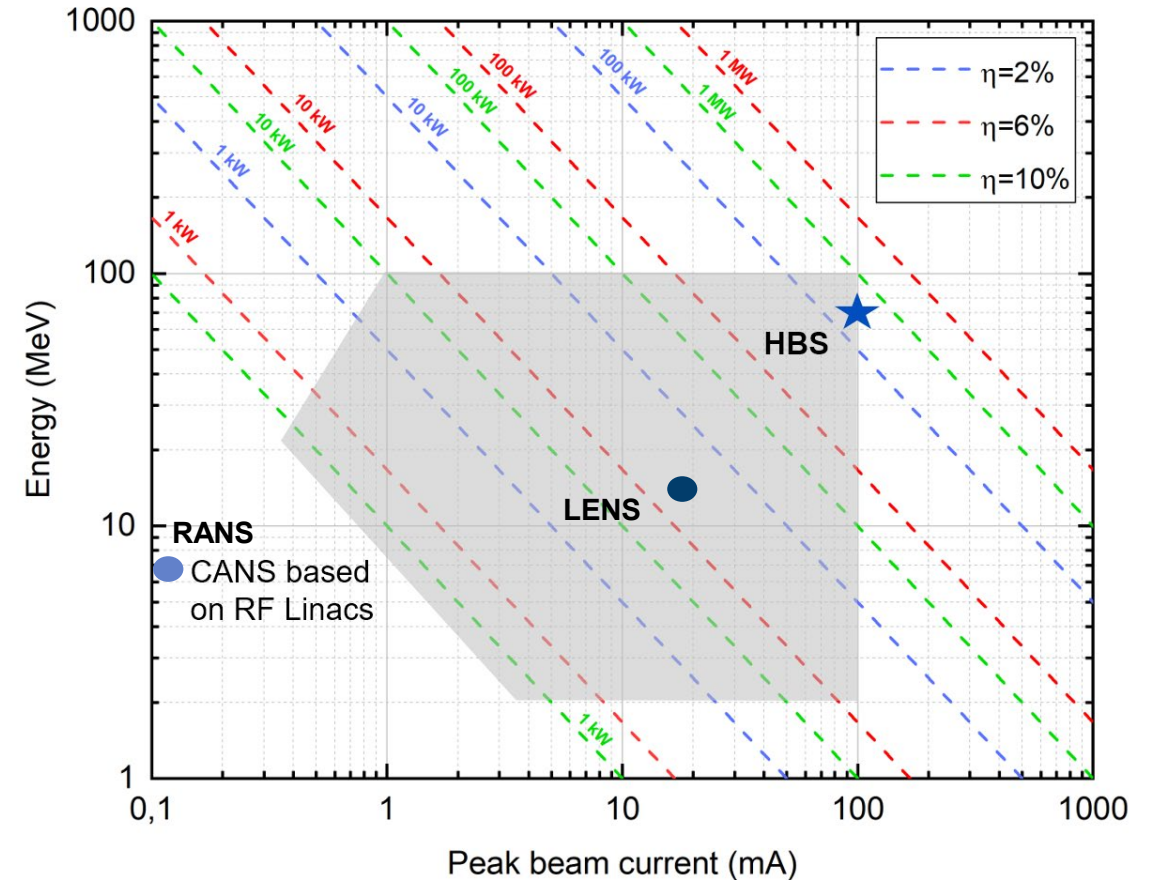 1000
100
10
1
Energy (MeV)
0,1
1
10
100
1000
Peak beam current (mA)
1 kW
1 kW
10 kW
10 kW
10 kW
100 kW
100 kW
100 kW
1 MW
1 MW
1 kW
η=2%
η=6%
η=10%
HBS
LENS
RANS
CANS based
on RF Linacs